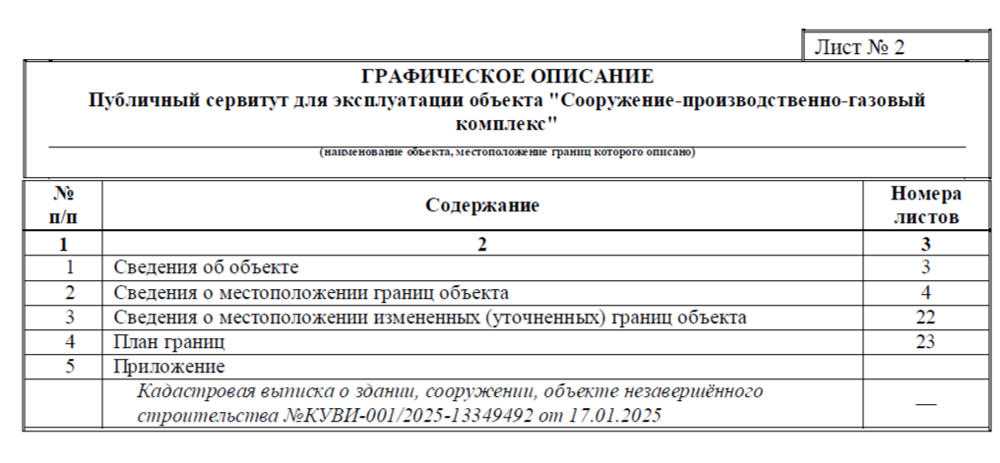 Лист № 2
ГРАФИЧЕСКОЕ ОПИСАНИЕ
Публичный сервитут для эксплуатации объекта "Сооружение-производственно-газовый
комплекс"
(наименование объекта, местоположение границ которого описано)
№ п/п Содержание Номера листов
1 2 3
1 Сведения об объекте 3
2 Сведения о местоположении границ объекта 4
3 Сведения о местоположении измененных (уточненных) границ объекта 22
4 План границ 23
5 Приложение
Кадастровая выписка о здании, сооружении, объекте незавершённого
строительства №КУВИ-001/2025-13349492 от 17.01.2025 —